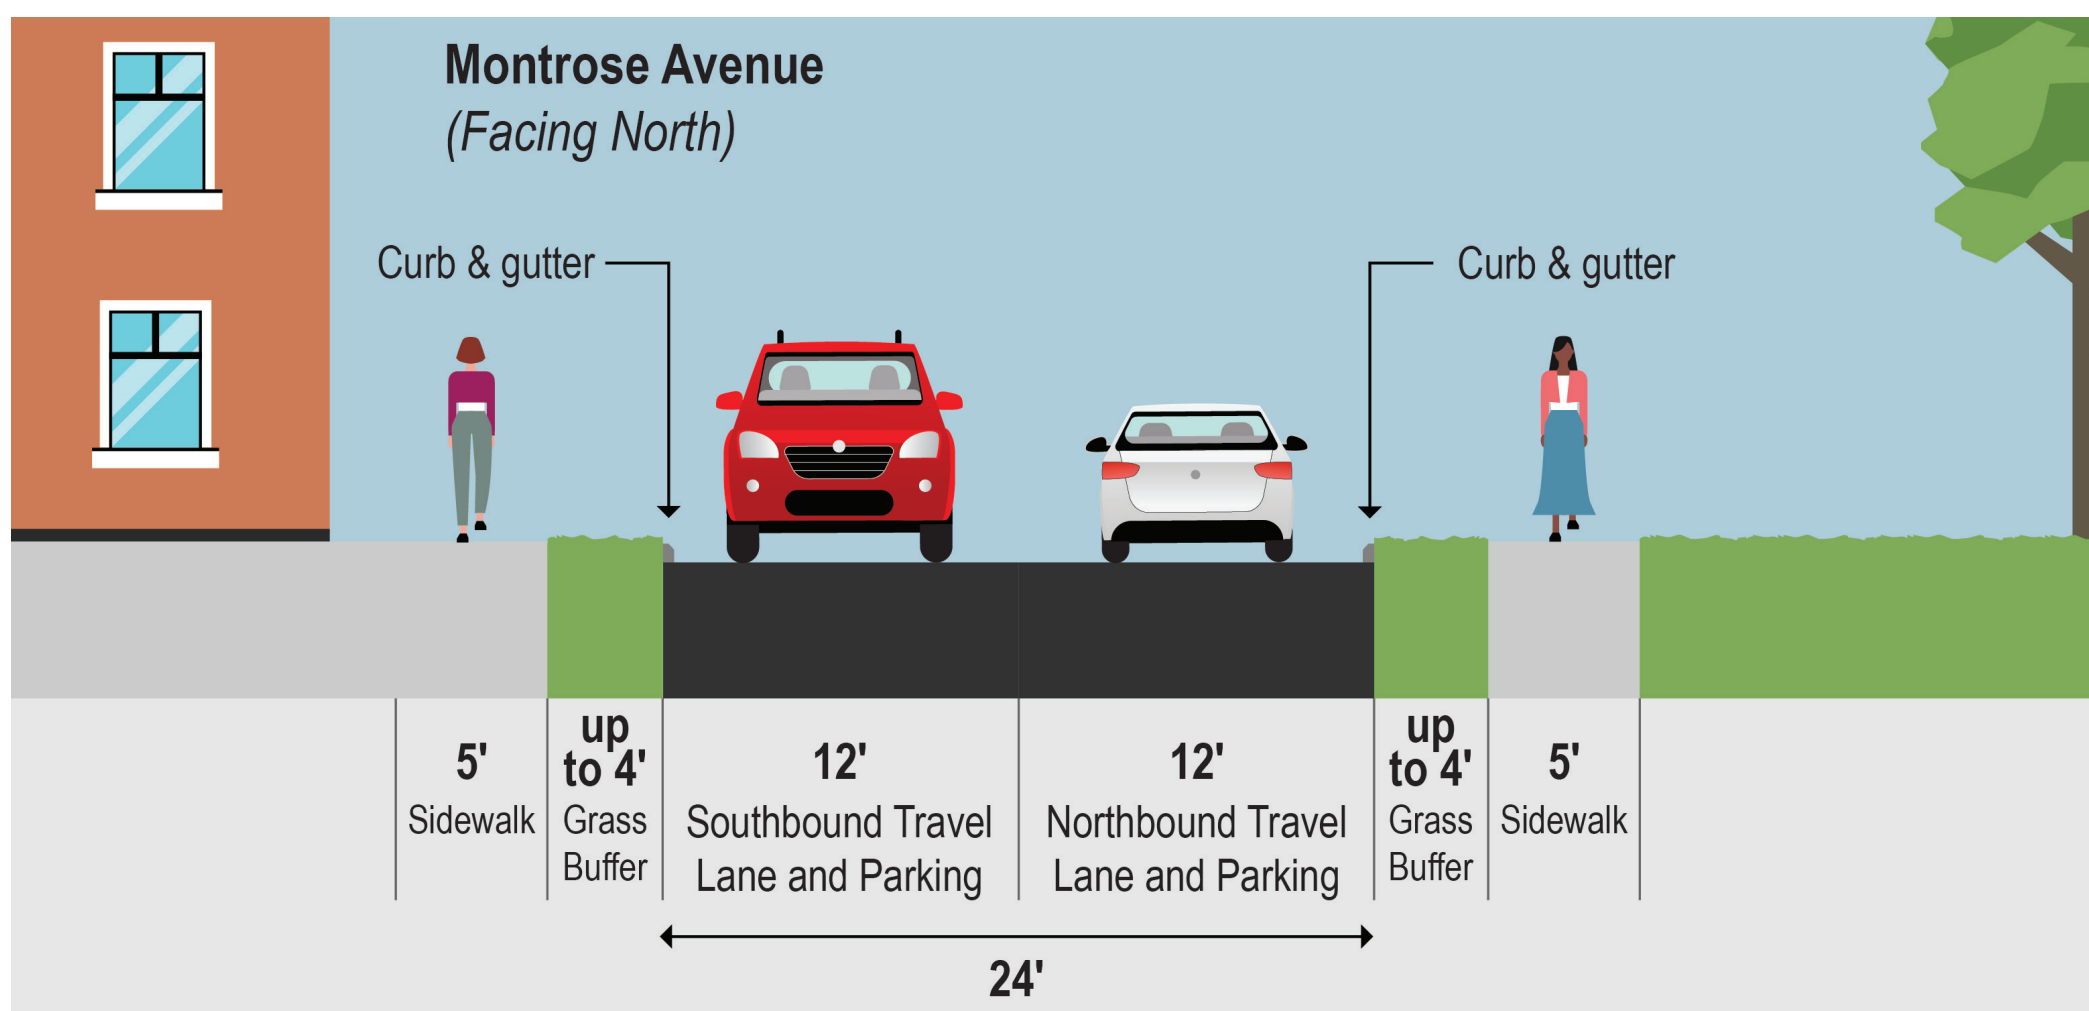 Montrose Avenue
(Facing North)
Curb & gutter
Curb & gutter
5'
Sidewalk
up
to 4'
Grass
Buffer
12'
Southbound Travel
Lane and Parking
12'
Northbound Travel
Lane and Parking
up
to 4'
Grass
Buffer
5'
Sidewalk
24'